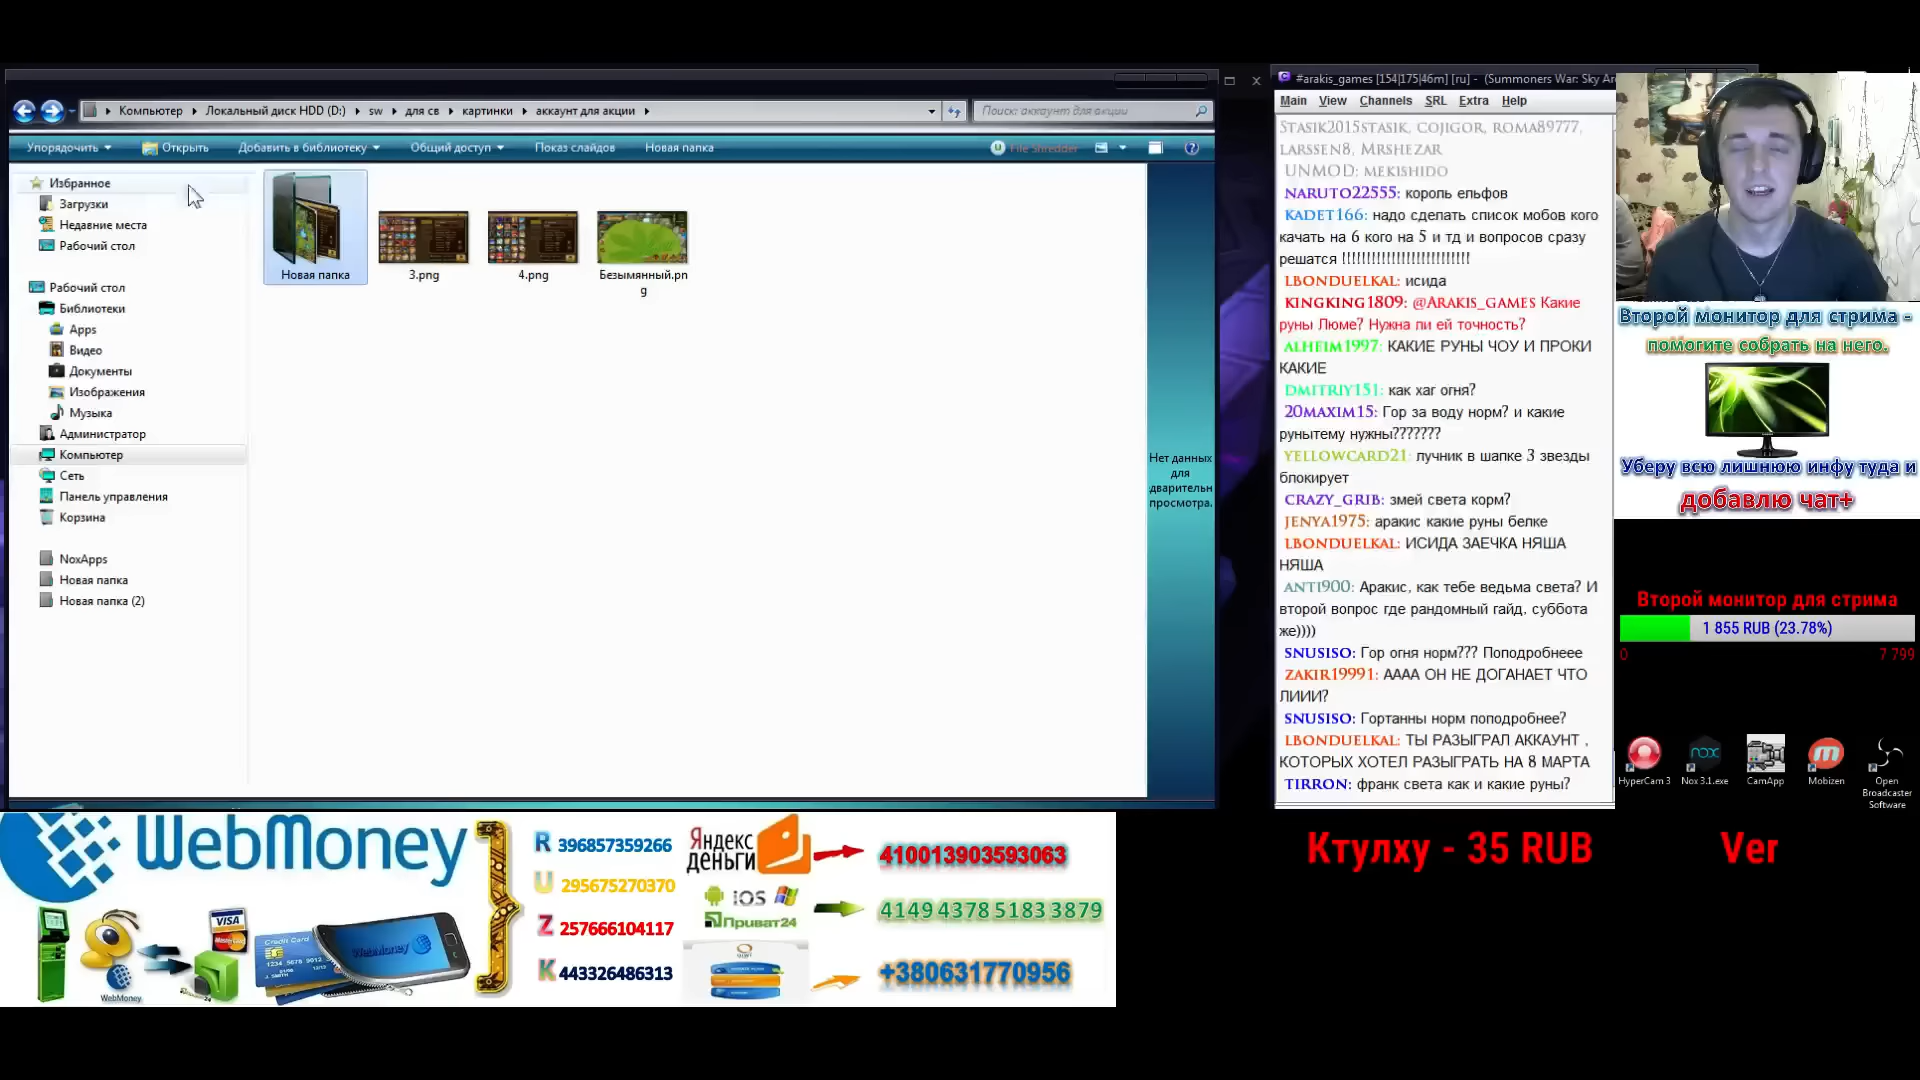 Компьютер
Локальный диск HDD (D:)
sw
для св
картинки
аккаунт для акции
Поиск: аккаунт для акции
Упорядочить
Открыть
Добавить в библиотеку
Общий доступ
Показ слайдов
Новая папка
File Shredder
Избранное
Загрузки
Недавние места
Рабочий стол
Рабочий стол
Библиотеки
Apps
Видео
Документы
Изображения
Музыка
Администратор
Компьютер
Сеть
Панель управления
Корзина
NoxApps
Новая папка
Новая папка (2)
Новая папка
3.png
4.png
Безымянный.pn
g
Нет данных
для
дварительн
просмотра.
#arakis_games [154|175|46m] [ru] - (Summoners War: Sky Ar
Main View Channels SRL Extra Help
Stasik2015stasik, cojigor, roma89777,
larssen8, Mrshezar
UNMOD: mekishido
NARUTO22555: король ельфов
KADET166: надо сделать список мобов кого
качать на 6 кого на 5 и тд и вопросов сразу
решатся !!!!!!!!!!!!!!!!!!!!!!!!!!
LBONDUELKAL: исида
KINGKING1809: @ARAKIS_GAMES Какие
руны Люме? Нужна ли ей точность?
ALHEIM1997: КАКИЕ РУНЫ ЧОУ И ПРОКИ
КАКИЕ
DMITRIY151: как хаг огня?
20MAXIM15: Гор за воду норм? и какие
рунытему нужны???????
YELLOWCARD21: лучник в шапке 3 звезды
блокирует
CRAZY_GRIB: змей света корм?
JENYA1975: аракис какие руны белке
LBONDUELKAL: ИСИДА ЗАЕЧКА НЯША
НЯША
ANTI900: Аракис, как тебе ведьма света? И
второй вопрос где рандомный гайд. суббота
же))))
SNUSISO: Гор огня норм??? Поподробнеее
ZAKIR19991: АААА ОН НЕ ДОГАНАЕТ ЧТО
ЛИИИ?
SNUSISO: Гортанны норм поподробнее?
LBONDUELKAL: ТЫ РАЗЫГРАЛ АККАУНТ ,
КОТОРЫХ ХОТЕЛ РАЗЫГРАТЬ НА 8 МАРТА
TIRRON: франк света как и какие руны?
Второй монитор для стрима -
помогите собрать на него.
Уберу всю лишнюю инфу туда и
добавлю чат+
Второй монитор для стрима
1 855 RUB (23.78%)
0
7 799
HyperCam 3
Nox 3.1.exe
CamApp
Mobizen
Open
Broadcaster
Software
Ктулху - 35 RUB
Ver
WebMoney
R 396857359266
U 295675270370
Z 257666104117
K 443326486313
Яндекс
деньги
410013903593063
iOS
Приват24
4149 4378 5183 3879
+380631770956
VISA
MasterCard
Credit Card
WebMoney
WebMoney